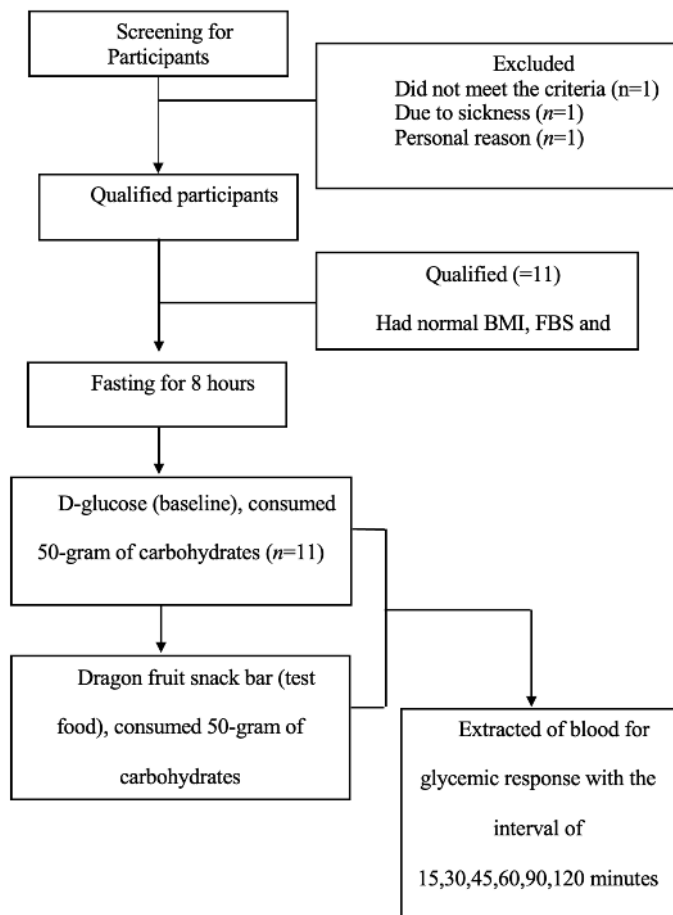 Screening for
Participants
Excluded
Did not meet the criteria (n=1)
Due to sickness (n=1)
Personal reason (n=1)
Qualified participants
Qualified (=11)
Had normal BMI, FBS and
Fasting for 8 hours
D-glucose (baseline), consumed
50-gram of carbohydrates (n=11)
Dragon fruit snack bar (test
food), consumed 50-gram of
carbohydrates
Extracted of blood for
glycemic response with the
interval of
15,30,45,60,90,120 minutes